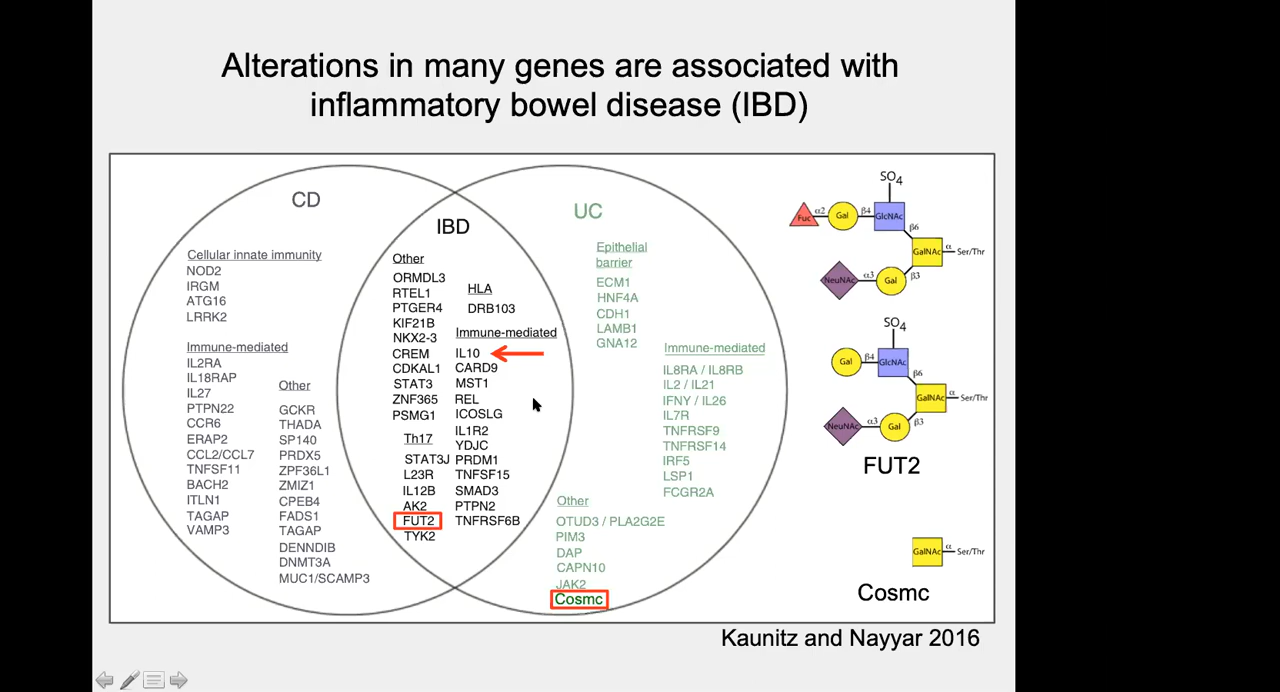 Alterations in many genes are associated with
inflammatory bowel disease (IBD)
CD
Cellular innate immunity
NOD2
IRGM
ATG16
LRRK2
Immune-mediated
IL2RA
IL18RAP
IL27
PTPN22
CCR6
ERAP2
CCL2/CCL7
TNFSF11
BACH2
ITLN1
TAGAP
VAMP3
Other
GCKR
THADA
SP140
PRDX5
ZPF36L1
ZMIZ1
CPEB4
FADS1
TAGAP
DENNDIB
DNMT3A
MUC1/SCAMP3
IBD
Other
ORMDL3
RTEL1
PTGER4
KIF21B
NKX2-3
CREM
CDKAL1
STAT3
ZNF365
PSMG1
Th17
STAT3J
L23R
IL12B
AK2
FUT2
TYK2
HLA
DRB103
Immune-mediated
IL10
CARD9
MST1
REL
ICOSLG
IL1R2
YDJC
PRDM1
TNFSF15
SMAD3
PTPN2
TNFRSF6B
UC
Epithelial
barrier
ECM1
HNF4A
CDH1
LAMB1
GNA12
Immune-mediated
IL8RA / IL8RB
IL2 / IL21
IFNY / IL26
IL7R
TNFRSF9
TNFRSF14
IRF5
LSP1
FCGR2A
Other
OTUD3 / PLA2G2E
PIM3
DAP
CAPN10
JAK2
Cosmc
SO4
Fuc α2 Gal β4 GlcNAc
β6
GalNAc α Ser/Thr
NeuNAc α3 Gal β3
SO4
Gal β4 GlcNAc
β6
GalNAc α Ser/Thr
NeuNAc α3 Gal β3
FUT2
GalNAc α Ser/Thr
Cosmc
Kaunitz and Nayyar 2016